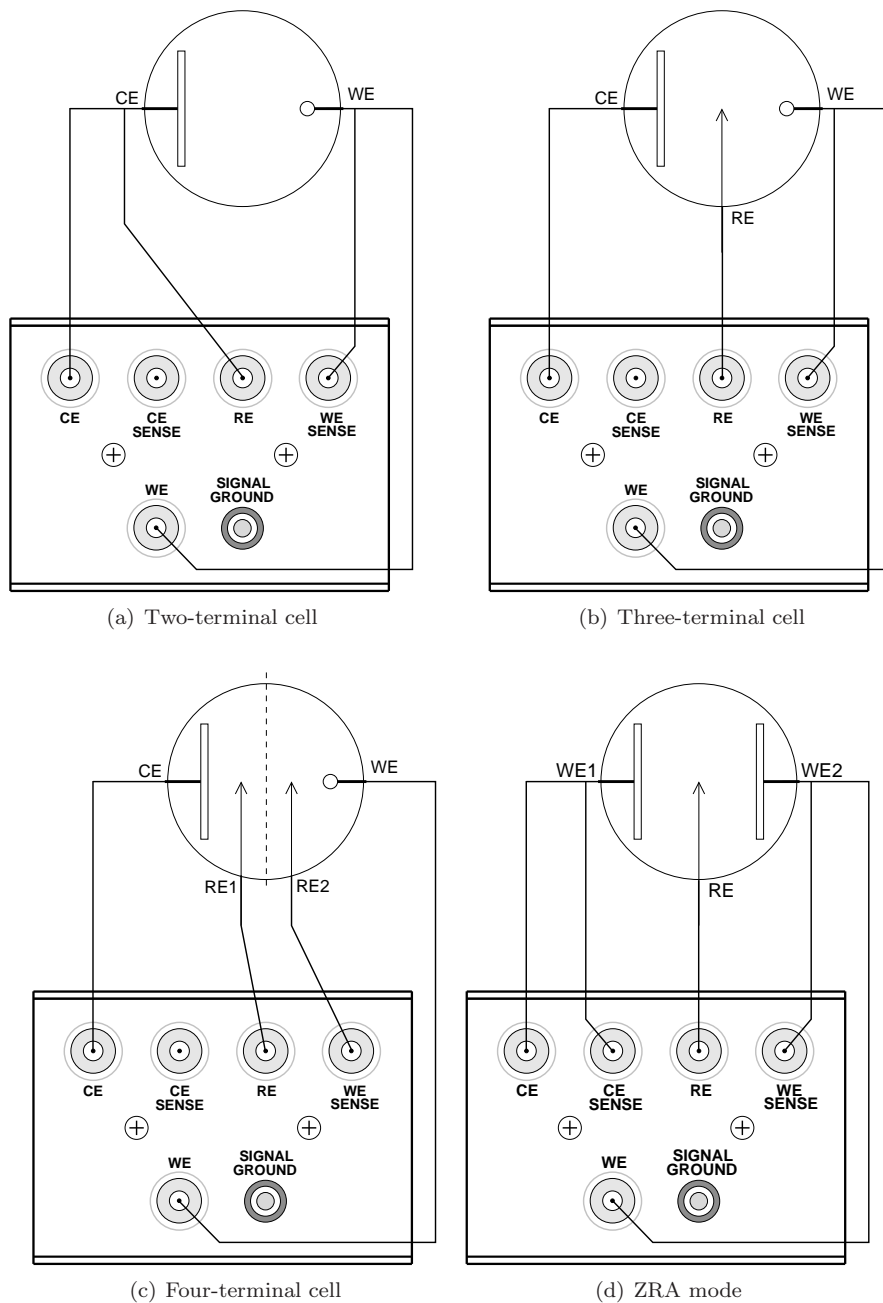 CE
WE
CE
CE
SENSE
RE
WE
SENSE
WE
SIGNAL
GROUND
(a) Two-terminal cell
CE
WE
RE
CE
CE
SENSE
RE
WE
SENSE
WE
SIGNAL
GROUND
(b) Three-terminal cell
CE
WE
RE1
RE2
CE
CE
SENSE
RE
WE
SENSE
WE
SIGNAL
GROUND
(c) Four-terminal cell
WE1
WE2
RE
CE
CE
SENSE
RE
WE
SENSE
WE
SIGNAL
GROUND
(d) ZRA mode